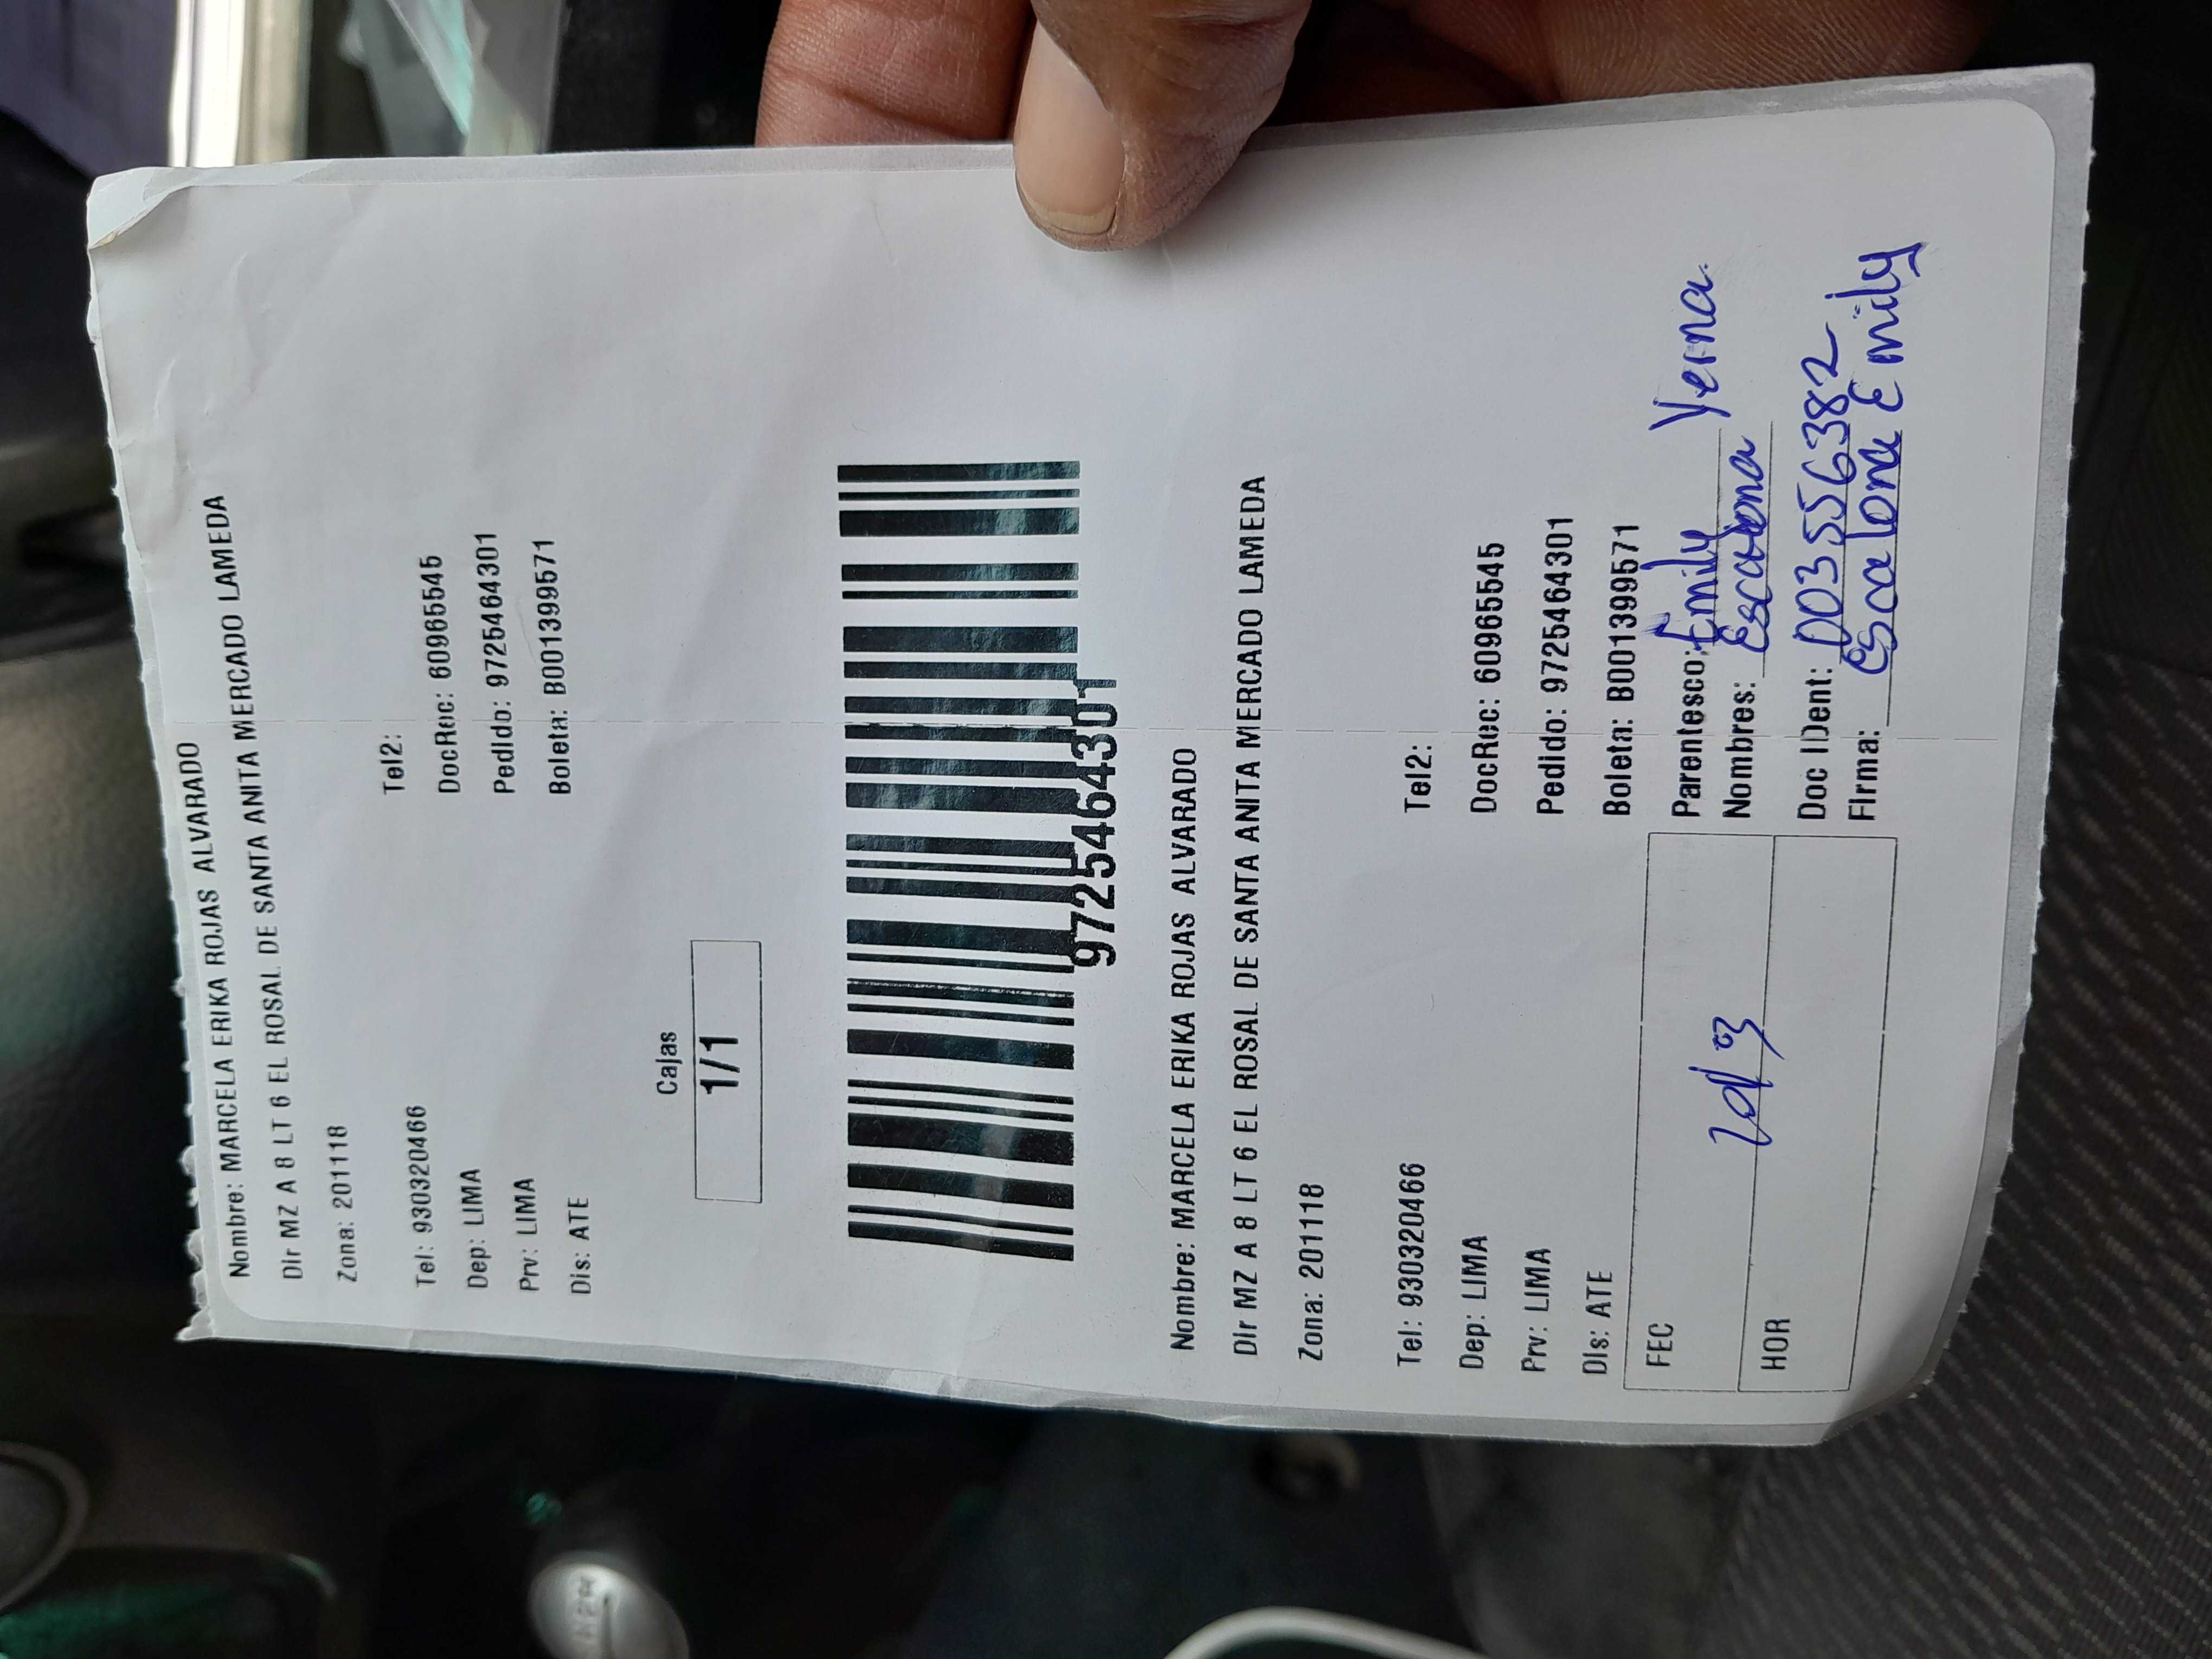 Nombre: MARCELA ERIKA ROJAS ALVARADO
Dir MZ A 8 LT 6 EL ROSAL DE SANTA ANITA MERCADO LAMEDA
Zona: 201118
Tel: 930320466 Tel2:
Dep: LIMA DocRec: 60965545
Prv: LIMA Pedido: 9725464301
Dis: ATE Boleta: B001399571
Cajas
1/1
9725464301
Nombre: MARCELA ERIKA ROJAS ALVARADO
Dir MZ A 8 LT 6 EL ROSAL DE SANTA ANITA MERCADO LAMEDA
Zona: 201118
Tel: 930320466 Tel2:
Dep: LIMA DocRec: 60965545
Prv: LIMA Pedido: 9725464301
Dis: ATE Boleta: B001399571
FEC Parentesco: Emily Yerna
Nombres: Escalona
HOR Doc IDent: 003556382
Firma: Escalona Emily